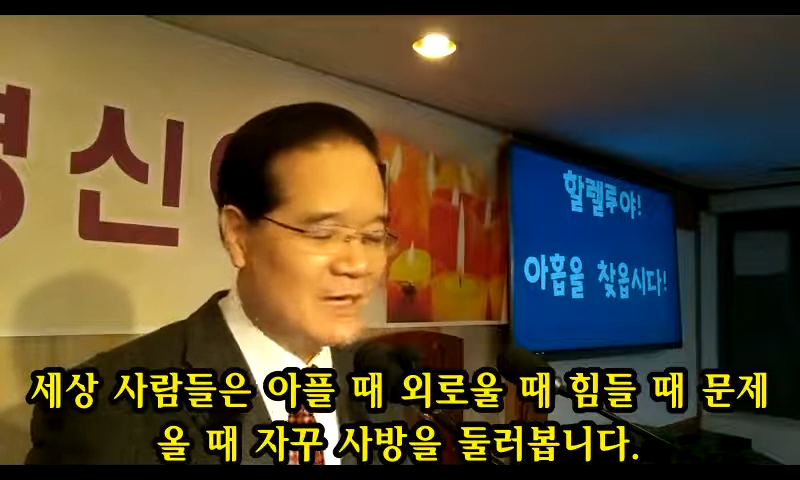 경신
할렐루야!
아홉을 찾읍시다!
세상 사람들은 아플 때 외로울 때 힘들 때 문제
올 때 자꾸 사방을 둘러봅니다.